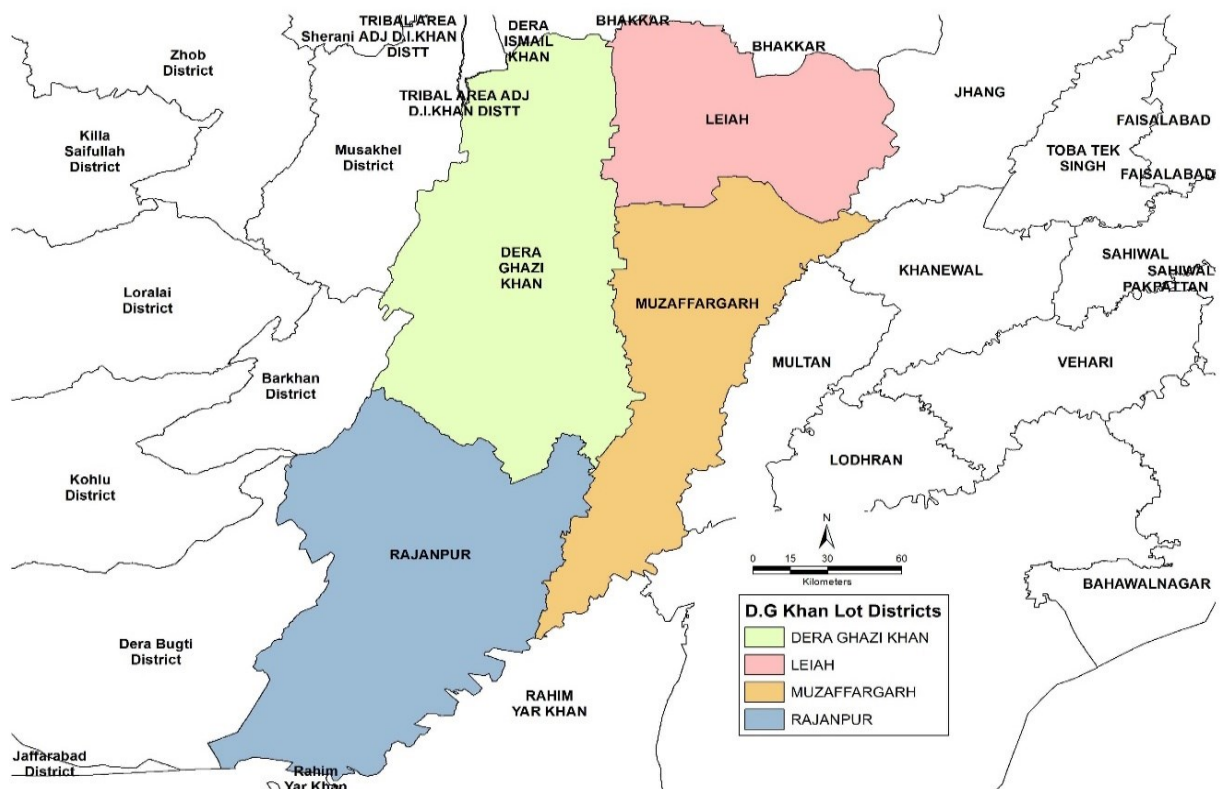 TRIBAL AREA
Sherani ADJ D.I.KHAN
DISTT
DERA
ISMAIL
KHAN
BHAKKAR
BHAKKAR
Zhob
District
TRIBAL AREA ADJ
D.I.KHAN DISTT
JHANG
LEIAH
FAISALABAD
Killa
Saifullah
District
Musakhel
District
TOBA TEK
SINGH
FAISALABAD
DERA
GHAZI
KHAN
KHANEWAL
SAHIWAL
SAHIWAL
PAKPATTAN
Loralai
District
MUZAFFARGARH
MULTAN
VEHARI
Barkhan
District
LODHRAN
Kohlu
District
RAJANPUR
N
0 15 30 60
Kilometers
BAHAWALNAGAR
D.G Khan Lot Districts
DERA GHAZI KHAN
LEIAH
MUZAFFARGARH
RAJANPUR
Dera Bugti
District
RAHIM
YAR KHAN
Jaffarabad
District
Rahim
Yar Khan